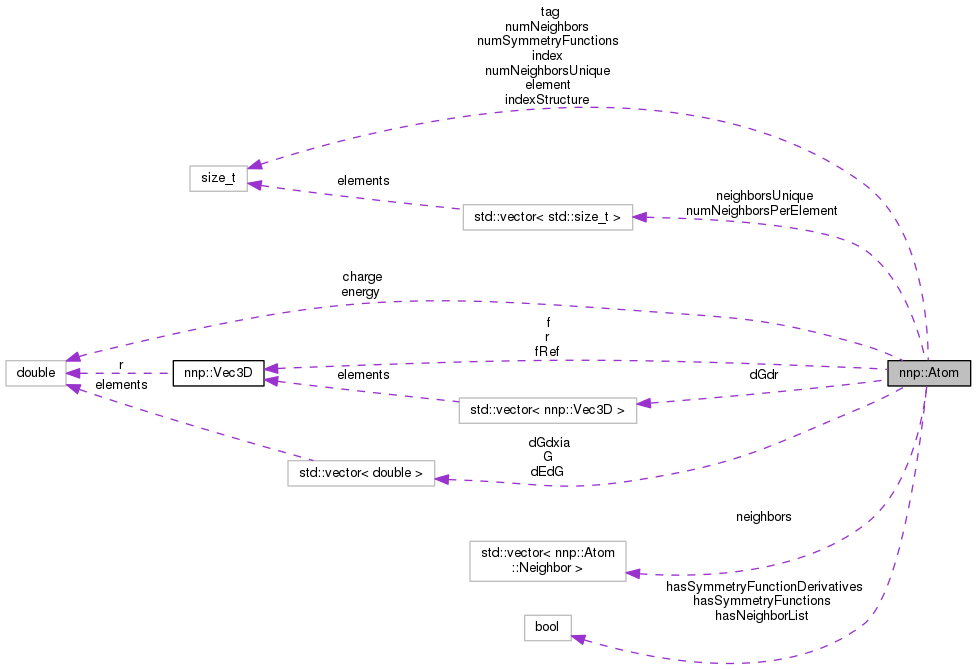 tag
numNeighbors
numSymmetryFunctions
index
numNeighborsUnique
element
indexStructure
size_t
elements
neighborsUnique
numNeighborsPerElement
std::vector< std::size_t >
charge
energy
f
r
fRef
double
r
nnp::Vec3D
nnp::Atom
elements
elements
dGdr
std::vector< nnp::Vec3D >
dGdxia
G
dEdG
std::vector< double >
neighbors
std::vector< nnp::Atom
::Neighbor >
hasSymmetryFunctionDerivatives
hasSymmetryFunctions
hasNeighborList
bool